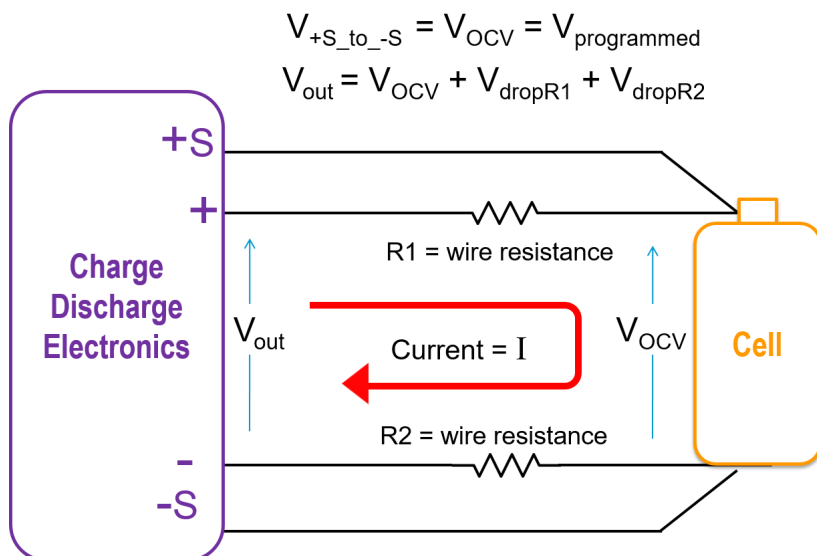 V+S_to_-S = VOCV = Vprogrammed
Vout = VOCV + VdropR1 + VdropR2
+S
+
R1 = wire resistance
Charge
Discharge
Electronics
Vout
Current = I
VOCV
Cell
R2 = wire resistance
-
-S